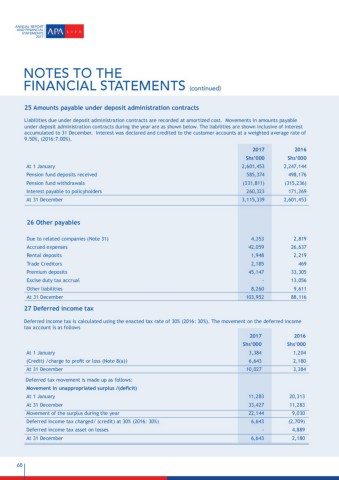 ANNUAL REPORT
AND FINANCIAL
STATEMENTS
2017
APA LIFE
NOTES TO THE
FINANCIAL STATEMENTS (continued)
25 Amounts payable under deposit administration contracts
Liabilities due under deposit administration contracts are recorded at amortized cost. Movements in amounts payable
under deposit administration contracts during the year are as shown below. The liabilities are shown inclusive of interest
accumulated to 31 December. Interest was declared and credited to the customer accounts at a weighted average rate of
9.50%, (2016:7.00%).
2017 2016
Shs'000 Shs'000
At 1 January 2,601,453 2,247,144
Pension fund deposits received 585,374 498,176
Pension fund withdrawals (331,811) (315,236)
Interest payable to policyholders 260,323 171,369
At 31 December 3,115,339 2,601,453
26 Other payables
Due to related companies (Note 31) 4,353 2,819
Accrued expenses 42,059 26,637
Rental deposits 1,948 2,219
Trade Creditors 2,185 469
Premium deposits 45,147 33,305
Excise duty tax accrual - 13,056
Other liabilities 8,260 9,611
At 31 December 103,952 88,116
27 Deferred income tax
Deferred income tax is calculated using the enacted tax rate of 30% (2016: 30%). The movement on the deferred income
tax account is as follows
2017 2016
Shs'000 Shs'000
At 1 January 3,384 1,204
(Credit) /charge to profit or loss (Note 8(a)) 6,643 2,180
At 31 December 10,027 3,384
Deferred tax movement is made up as follows:
Movement in unappropriated surplus /(deficit)
At 1 January 11,283 20,313
At 31 December 33,427 11,283
Movement of the surplus during the year 22,144 9,030
Deferred income tax charged/ (credit) at 30% (2016: 30%) 6,643 (2,709)
Deferred income tax asset on losses - 4,889
At 31 December 6,643 2,180
68